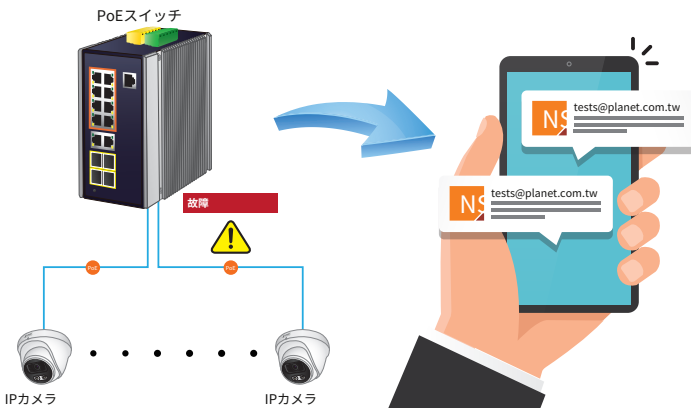 PoEスイッチ
tests@planet.com.tw
NS
tests@planet.com.tw
NS
故障
PoE
PoE
IPカメラ
IPカメラ